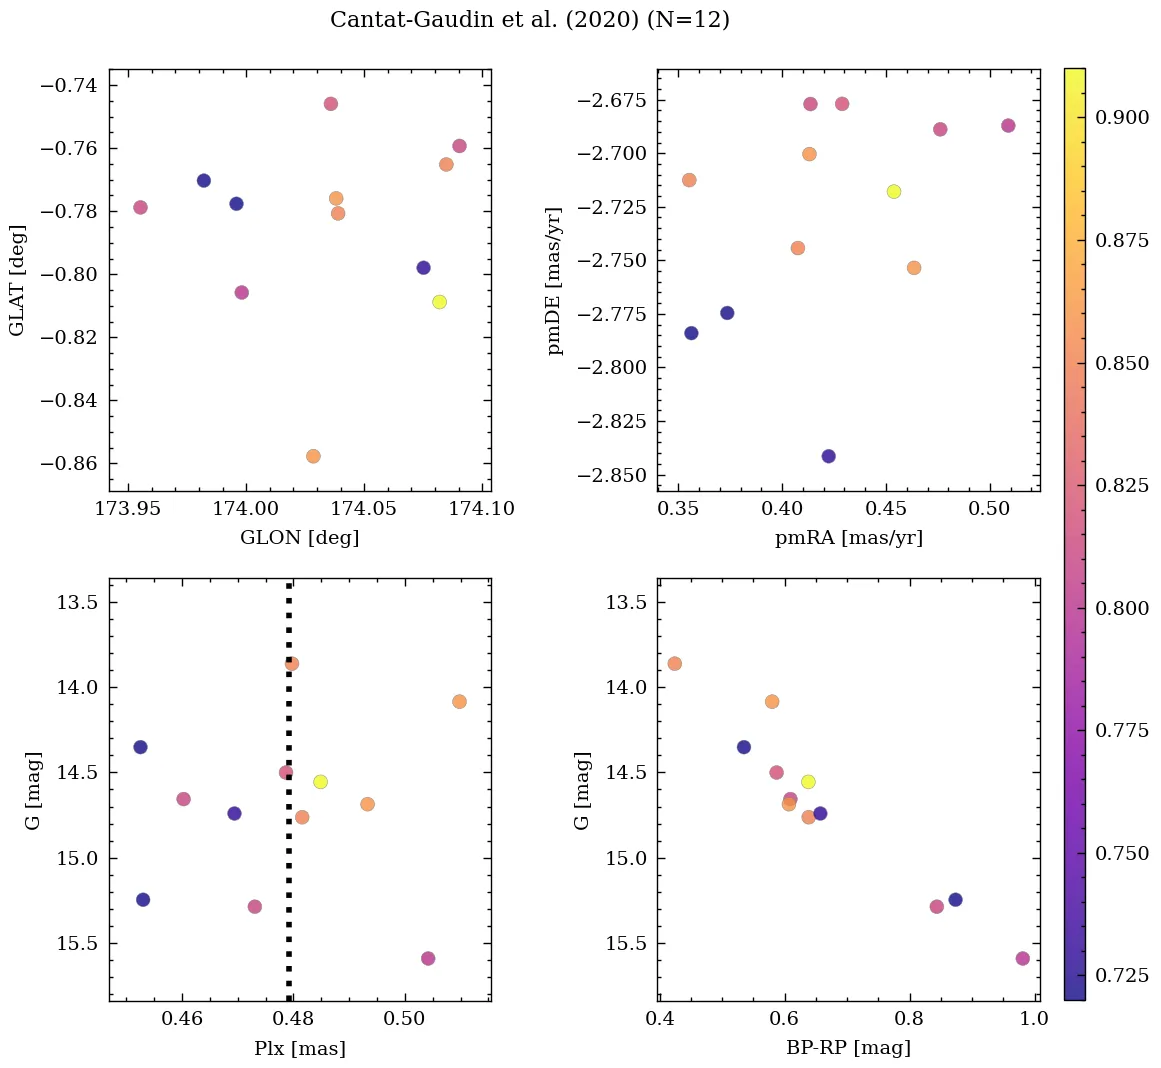 Cantat-Gaudin et al. (2020) (N=12)
−0.74
−0.76
−0.78
−0.80
−0.82
−0.84
−0.86
GLAT [deg]
173.95 174.00 174.05 174.10
GLON [deg]
−2.675
−2.700
−2.725
−2.750
−2.775
−2.800
−2.825
−2.850
pmDE [mas/yr]
0.35 0.40 0.45 0.50
pmRA [mas/yr]
13.5
14.0
14.5
15.0
15.5
G [mag]
0.46 0.48 0.50
Plx [mas]
13.5
14.0
14.5
15.0
15.5
G [mag]
0.4 0.6 0.8 1.0
BP-RP [mag]
0.900
0.875
0.850
0.825
0.800
0.775
0.750
0.725